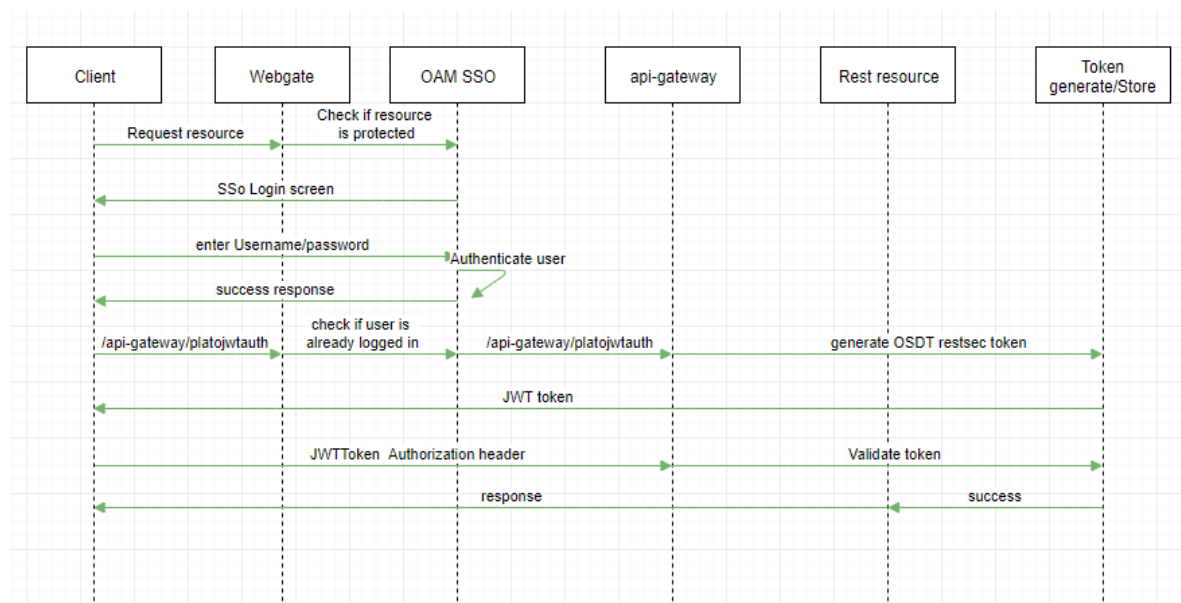 Client
Webgate
OAM SSO
api-gateway
Rest resource
Token
generate/Store
Request resource
Check if resource
is protected
SSo Login screen
enter Username/password
Authenticate user
success response
/api-gateway/platojwtauth
check if user is
already logged in
/api-gateway/platojwtauth
generate OSDT restsec token
JWT token
JWTToken  Authorization header
Validate token
response
success